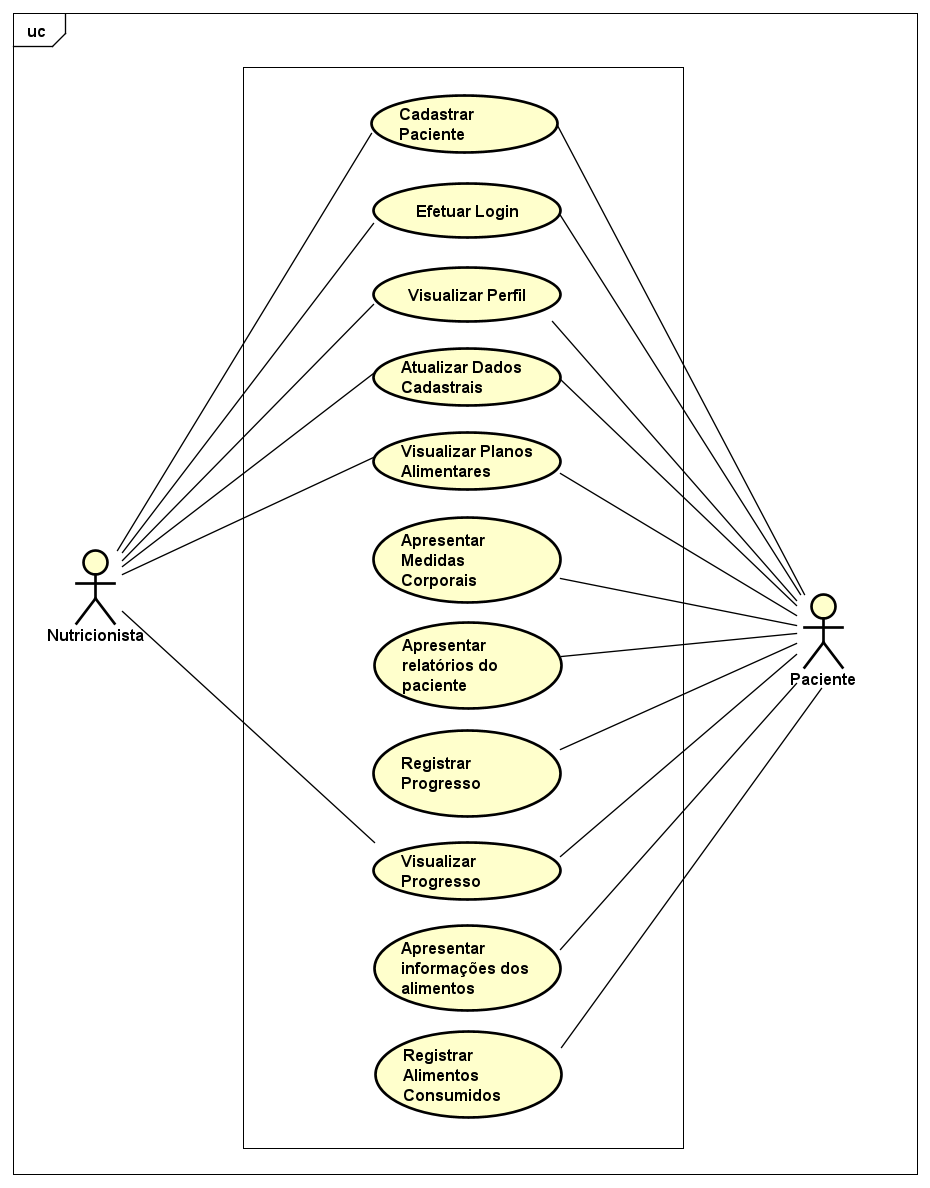 uc
Cadastrar
Paciente
Efetuar Login
Visualizar Perfil
Atualizar Dados
Cadastrais
Visualizar Planos
Alimentares
Apresentar
Medidas
Corporais
Nutricionista
Apresentar
relatórios do
paciente
Paciente
Registrar
Progresso
Visualizar
Progresso
Apresentar
informações dos
alimentos
Registrar
Alimentos
Consumidos